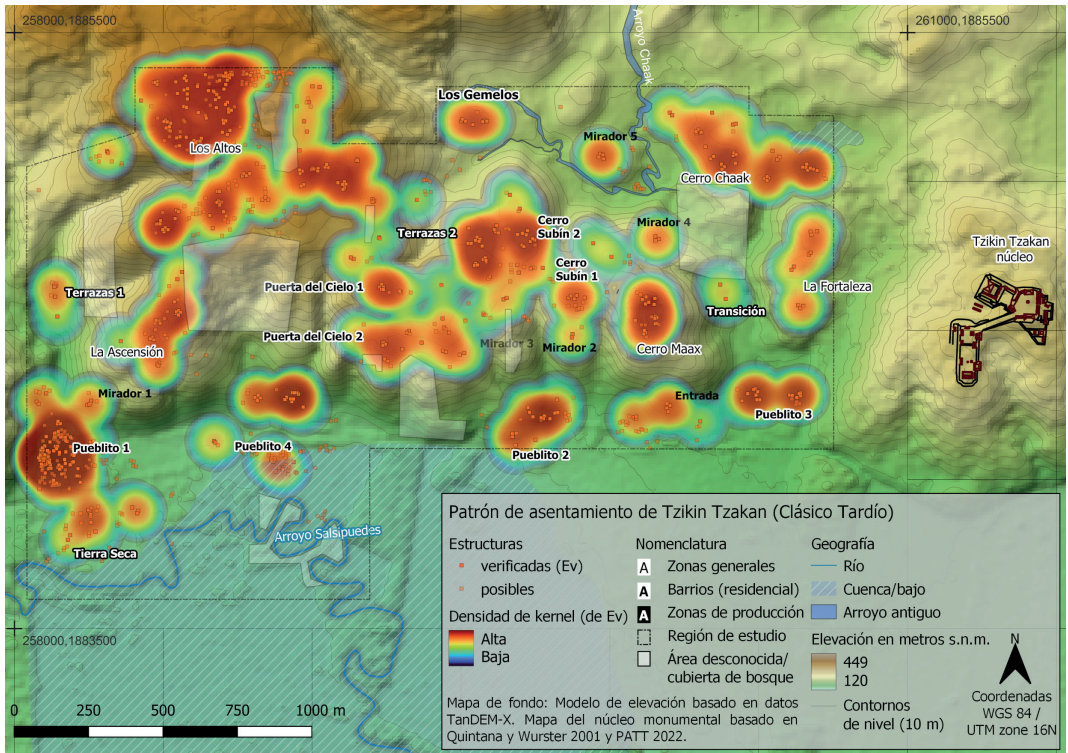 258000,1885500
261000,1885500
Arroyo Chaak
Los Gemelos
Mirador 5
Los Altos
Cerro Chaak
Terrazas 2
Cerro
Subín 2
Mirador 4
Tzikin Tzakan
núcleo
Cerro
Subín 1
Terrazas 1
Puerta del Cielo 1
La Fortaleza
Transición
Puerta del Cielo 2
Mirador 3
Mirador 2
Cerro Maax
La Ascensión
Mirador 1
Entrada
Pueblito 3
Pueblito 1
Pueblito 4
Pueblito 2
Arroyo Salsipuedes
Tierra Seca
258000,1883500
0 250 500 750 1000 m
Patrón de asentamiento de Tzikin Tzakan (Clásico Tardío)
Estructuras
verificadas (Ev)
posibles
Densidad de kernel (de Ev)
Alta
Baja
Nomenclatura
A Zonas generales
A Barrios (residencial)
A Zonas de producción
Región de estudio
Área desconocida/
cubierta de bosque
Geografía
Río
Cuenca/bajo
Arroyo antiguo
Elevación en metros s.n.m.
449
120
Contornos
de nivel (10 m)
Mapa de fondo: Modelo de elevación basado en datos
TanDEM-X. Mapa del núcleo monumental basado en
Quintana y Wurster 2001 y PATT 2022.
N
Coordenadas
WGS 84 /
UTM zone 16N